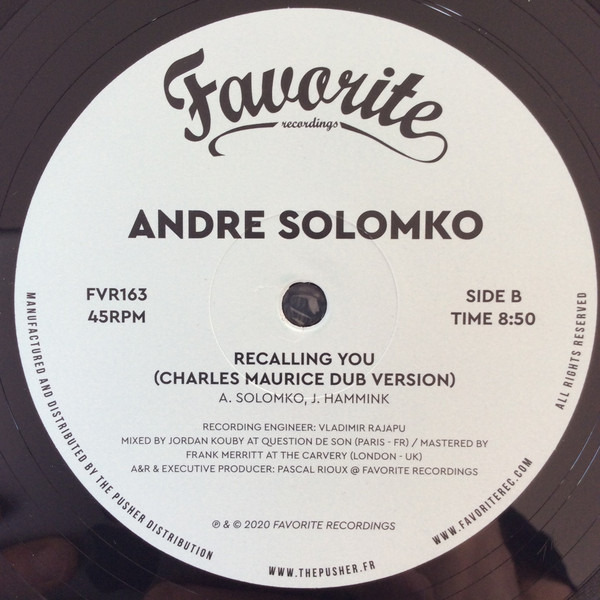 Favorite
recordings
ANDRE SOLOMKO
FVR163
45RPM
SIDE B
TIME 8:50
RECALLING YOU
(CHARLES MAURICE DUB VERSION)
A. SOLOMKO, J. HAMMINK
RECORDING ENGINEER: VLADIMIR RAJAPU
MIXED BY JORDAN KOUBY AT QUESTION DE SON (PARIS - FR) / MASTERED BY
FRANK MERRITT AT THE CARVERY (LONDON - UK)
A&R & EXECUTIVE PRODUCER: PASCAL RIOUX @ FAVORITE RECORDINGS
℗ & © 2020 FAVORITE RECORDINGS
MANUFACTURED AND DISTRIBUTED BY THE PUSHER DISTRIBUTION
WWW.THEPUSHER.FR
WWW.FAVORITEREC.COM
ALL RIGHTS RESERVED